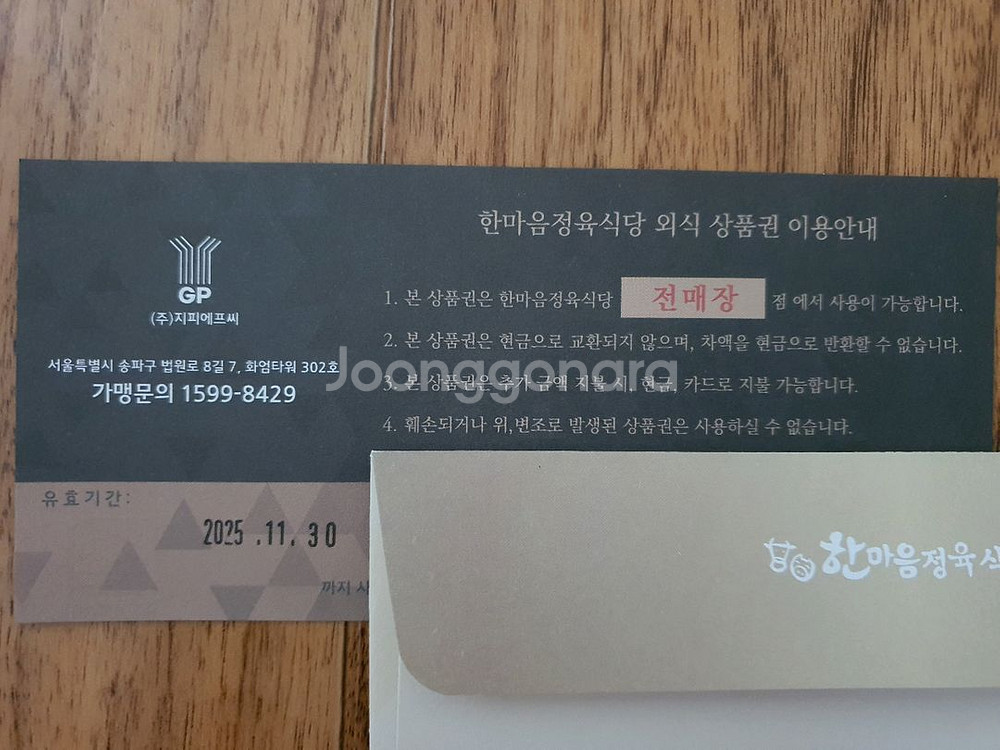 한마음정육식당 외식 상품권 이용안내
GP
(주)지피에프씨
서울특별시 송파구 법원로 8길 7, 화엄타워 302호
가맹문의 1599-8429
1. 본 상품권은 한마음정육식당 전매장 점 에서 사용이 가능합니다.
2. 본 상품권은 현금으로 교환되지 않으며, 차액을 현금으로 반환할 수 없습니다.
3. 본 상품권은 추가 금액 지불 시, 현금, 카드로 지불 가능합니다.
4. 훼손되거나 위,변조로 발생된 상품권은 사용하실 수 없습니다.
Joonggonara
유효기간:
2025.11.30
까지 사
한마음정육식